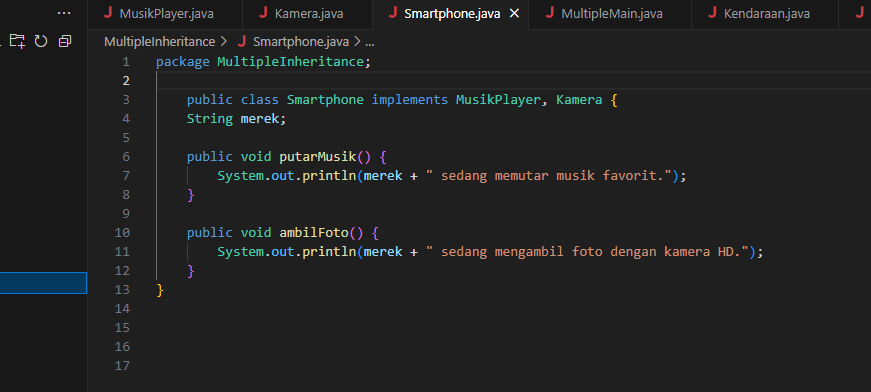 MusikPlayer.java Kamera.java Smartphone.java MultipleMain.java Kendaraan.java
MultipleInheritance > Smartphone.java > ...
1 package MultipleInheritance;
2
3 public class Smartphone implements MusikPlayer, Kamera {
4 String merek;
5
6 public void putarMusik() {
7 System.out.println(merek + " sedang memutar musik favorit.");
8 }
9
10 public void ambilFoto() {
11 System.out.println(merek + " sedang mengambil foto dengan kamera HD.");
12 }
13 }
14
15
16
17